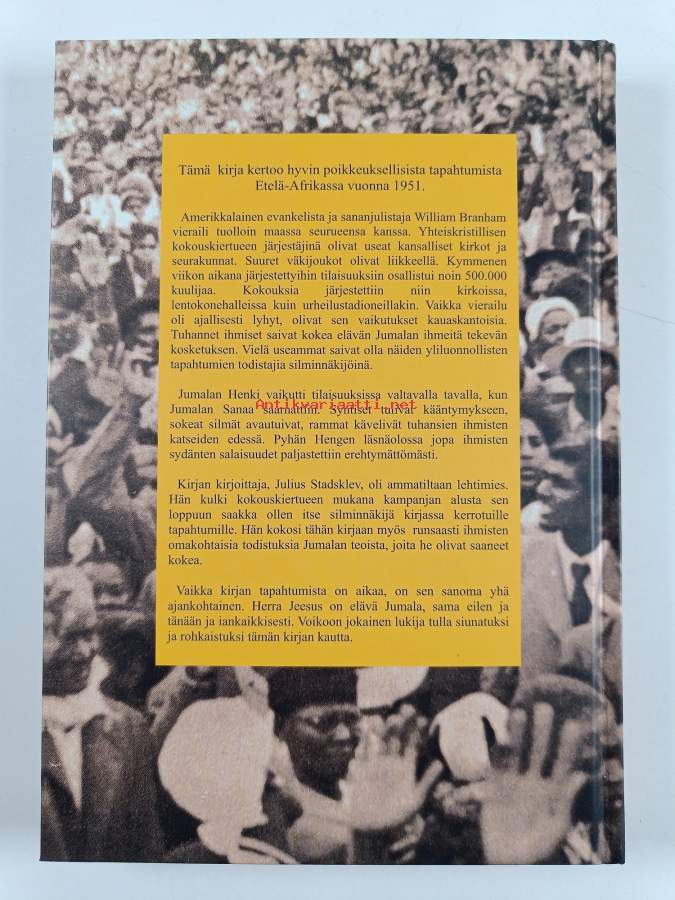 Tämä kirja kertoo hyvin poikkeuksellisista tapahtumista
Etelä-Afrikassa vuonna 1951.
Amerikkalainen evankelista ja sananjulistaja William Branham
vieraili tuolloin maassa seurueensa kanssa. Yhteiskristillisen
kokouskiertueen järjestäjinä olivat useat kansalliset kirkot ja
seurakunnat. Suuret väkijoukot olivat liikkeellä. Kymmenen
viikon aikana järjestettyihin tilaisuuksiin osallistui noin 500.000
kuulijaa. Kokouksia järjestettiin niin kirkoissa,
lentokonehalleissa kuin urheilustadioneillakin. Vaikka vierailu
oli ajallisesti lyhyt, olivat sen vaikutukset kauaskantoisia.
Tuhannet ihmiset saivat kokea elävän Jumalan ihmeitä tekevän
kosketuksen. Vielä useammat saivat olla näiden yliluonnollisten
tapahtumien todistajia silminnäkijöinä.
Jumalan Henki vaikutti tilaisuuksissa valtavalla tavalla, kun
Antikvariaatti.net
Jumalan Sanaa saarnattiin. Syntiset tulivat kääntymykseen,
sokeat silmät avautuivat, rammat kävelivät tuhansien ihmisten
katseiden edessä. Pyhän Hengen läsnäolossa jopa ihmisten
sydänten salaisuudet paljastettiin erehtymättömästi.
Kirjan kirjoittaja, Julius Stadsklev, oli ammatiltaan lehtimies.
Hän kulki kokouskiertueen mukana kampanjan alusta sen
loppuun saakka ollen itse silminnäkijä kirjassa kerrotuille
tapahtumille. Hän kokosi tähän kirjaan myös runsaasti ihmisten
omakohtaisia todistuksia Jumalan teoista, joita he olivat saaneet
kokea.
Vaikka kirjan tapahtumista on aikaa, on sen sanoma yhä
ajankohtainen. Herra Jeesus on elävä Jumala, sama eilen ja
tänään ja iankaikkisesti. Voikoon jokainen lukija tulla siunatuksi
ja rohkaistuksi tämän kirjan kautta.